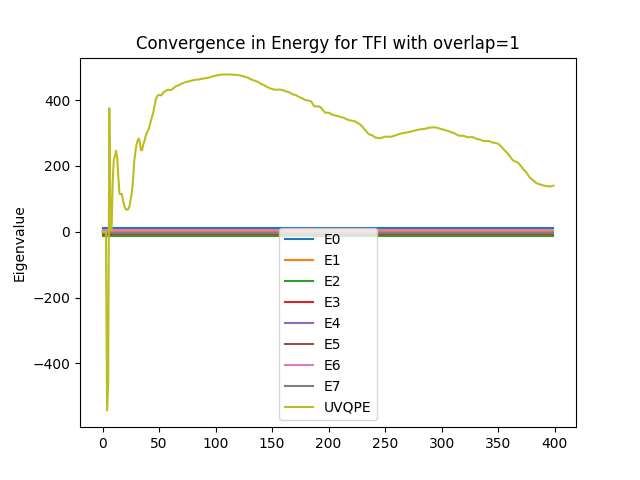 Convergence in Energy for TFI with overlap=1
Eigenvalue
400
200
0
−200
−400
E0
E1
E2
E3
E4
E5
E6
E7
UVQPE
0 50 100 150 200 250 300 350 400